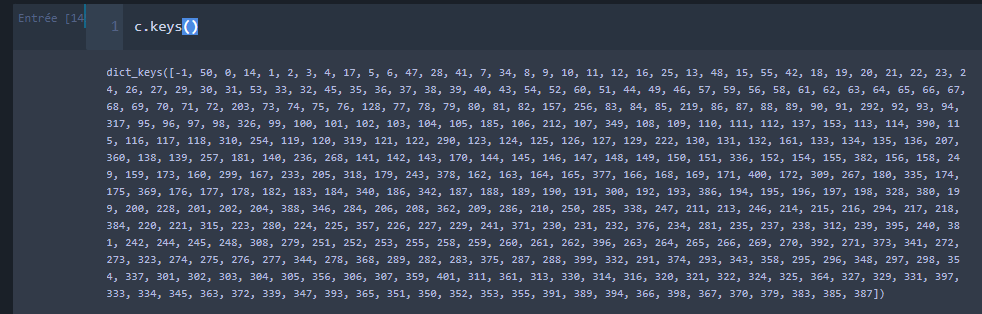 Entrée [14
1 c.keys()
dict_keys([-1, 50, 0, 14, 1, 2, 3, 4, 17, 5, 6, 47, 28, 41, 7, 34, 8, 9, 10, 11, 12, 16, 25, 13, 48, 15, 55, 42, 18, 19, 20, 21, 22, 23, 2
4, 26, 27, 29, 30, 31, 53, 33, 32, 45, 35, 36, 37, 38, 39, 40, 43, 54, 52, 60, 51, 44, 49, 46, 57, 59, 56, 58, 61, 62, 63, 64, 65, 66, 67,
68, 69, 70, 71, 72, 203, 73, 74, 75, 76, 128, 77, 78, 79, 80, 81, 82, 157, 256, 83, 84, 85, 219, 86, 87, 88, 89, 90, 91, 292, 92, 93, 94,
317, 95, 96, 97, 98, 326, 99, 100, 101, 102, 103, 104, 105, 185, 106, 212, 107, 349, 108, 109, 110, 111, 112, 137, 153, 113, 114, 390, 11
5, 116, 117, 118, 310, 254, 119, 120, 319, 121, 122, 290, 123, 124, 125, 126, 127, 129, 222, 130, 131, 132, 161, 133, 134, 135, 136, 207,
360, 138, 139, 257, 181, 140, 236, 268, 141, 142, 143, 170, 144, 145, 146, 147, 148, 149, 150, 151, 336, 152, 154, 155, 382, 156, 158, 24
9, 159, 173, 160, 299, 167, 233, 205, 318, 179, 243, 378, 162, 163, 164, 165, 377, 166, 168, 169, 171, 400, 172, 309, 267, 180, 335, 174,
175, 369, 176, 177, 178, 182, 183, 184, 340, 186, 342, 187, 188, 189, 190, 191, 300, 192, 193, 386, 194, 195, 196, 197, 198, 328, 380, 19
9, 200, 228, 201, 202, 204, 388, 346, 284, 206, 208, 362, 209, 286, 210, 250, 285, 338, 247, 211, 213, 246, 214, 215, 216, 294, 217, 218,
384, 220, 221, 315, 223, 280, 224, 225, 357, 226, 227, 229, 241, 371, 230, 231, 232, 376, 234, 281, 235, 237, 238, 312, 239, 395, 240, 38
1, 242, 244, 245, 248, 308, 279, 251, 252, 253, 255, 258, 259, 260, 261, 262, 396, 263, 264, 265, 266, 269, 270, 392, 271, 373, 341, 272,
273, 323, 274, 275, 276, 277, 344, 278, 368, 289, 282, 283, 375, 287, 288, 399, 332, 291, 374, 293, 343, 358, 295, 296, 348, 297, 298, 35
4, 337, 301, 302, 303, 304, 305, 356, 306, 307, 359, 401, 311, 361, 313, 330, 314, 316, 320, 321, 322, 324, 325, 364, 327, 329, 331, 397,
333, 334, 345, 363, 372, 339, 347, 393, 365, 351, 350, 352, 353, 355, 391, 389, 394, 366, 398, 367, 370, 379, 383, 385, 387])